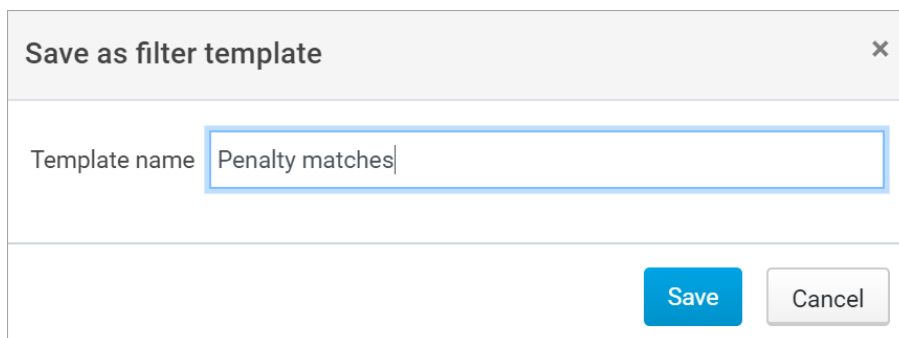 Save as filter template
Template name Penalty matches
Save Cancel